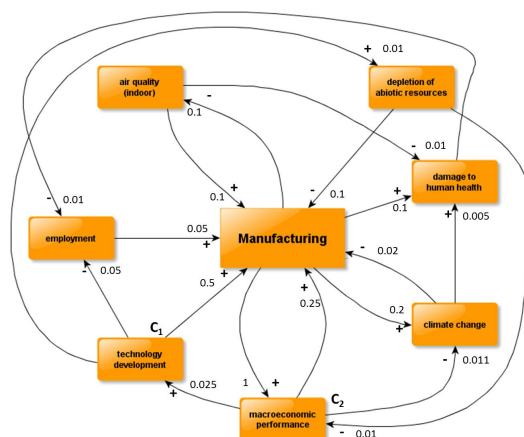 + 0.01
air quality
(indoor)
-
0.1
depletion of
abiotic resources
- 0.01
damage to
human health
- 0.01
0.1
+
- 0.1
+
0.1
0.005
+
employment
0.05
+
Manufacturing
- 0.02
- 0.05
0.5
+
+
0.25
0.2
+
climate change
C1
technology
development
0.025
+
1
+
C2
- 0.011
macroeconomic
performance
- 0.01